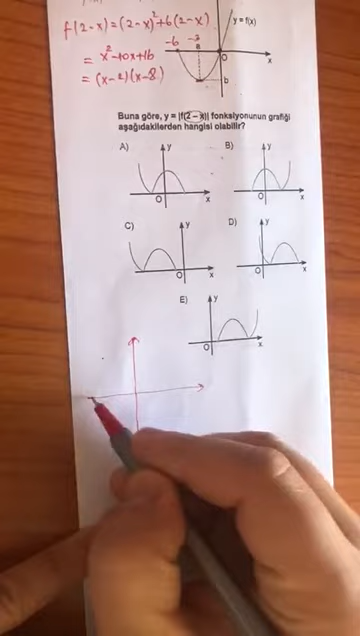 f(2-x)=(2-x)²+6(2-x)
= x²-10x+16
= (x-2)(x-8)
y=f(x)
-6 -3 0 x
a
b
Buna göre, y = |f(2 – x)| fonksiyonunun grafiği
aşağıdakilerden hangisi olabilir?
A) y O x
B) y O x
C) y O x
D) y O x
E) y O x